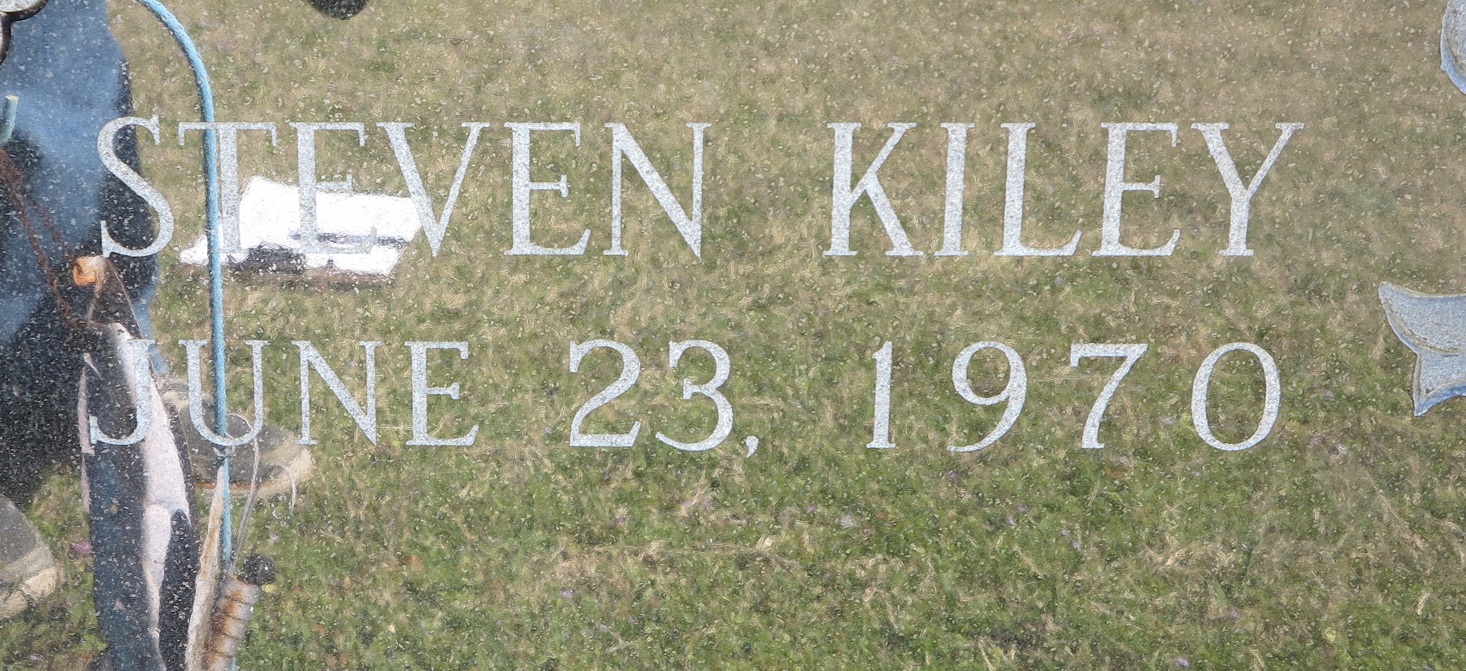 STEVEN KILEY
JUNE 23, 1970